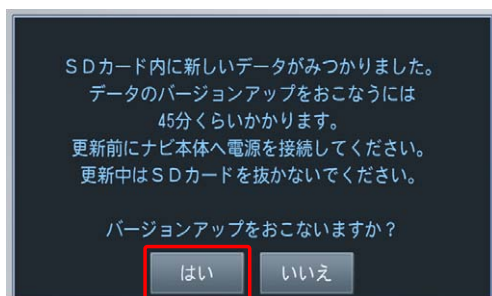 ＳＤカード内に新しいデータがみつかりました。
データのバージョンアップをおこなうには
45分くらいかかります。
更新前にナビ本体へ電源を接続してください。
更新中はＳＤカードを抜かないでください。
バージョンアップをおこないますか？
はい
いいえ